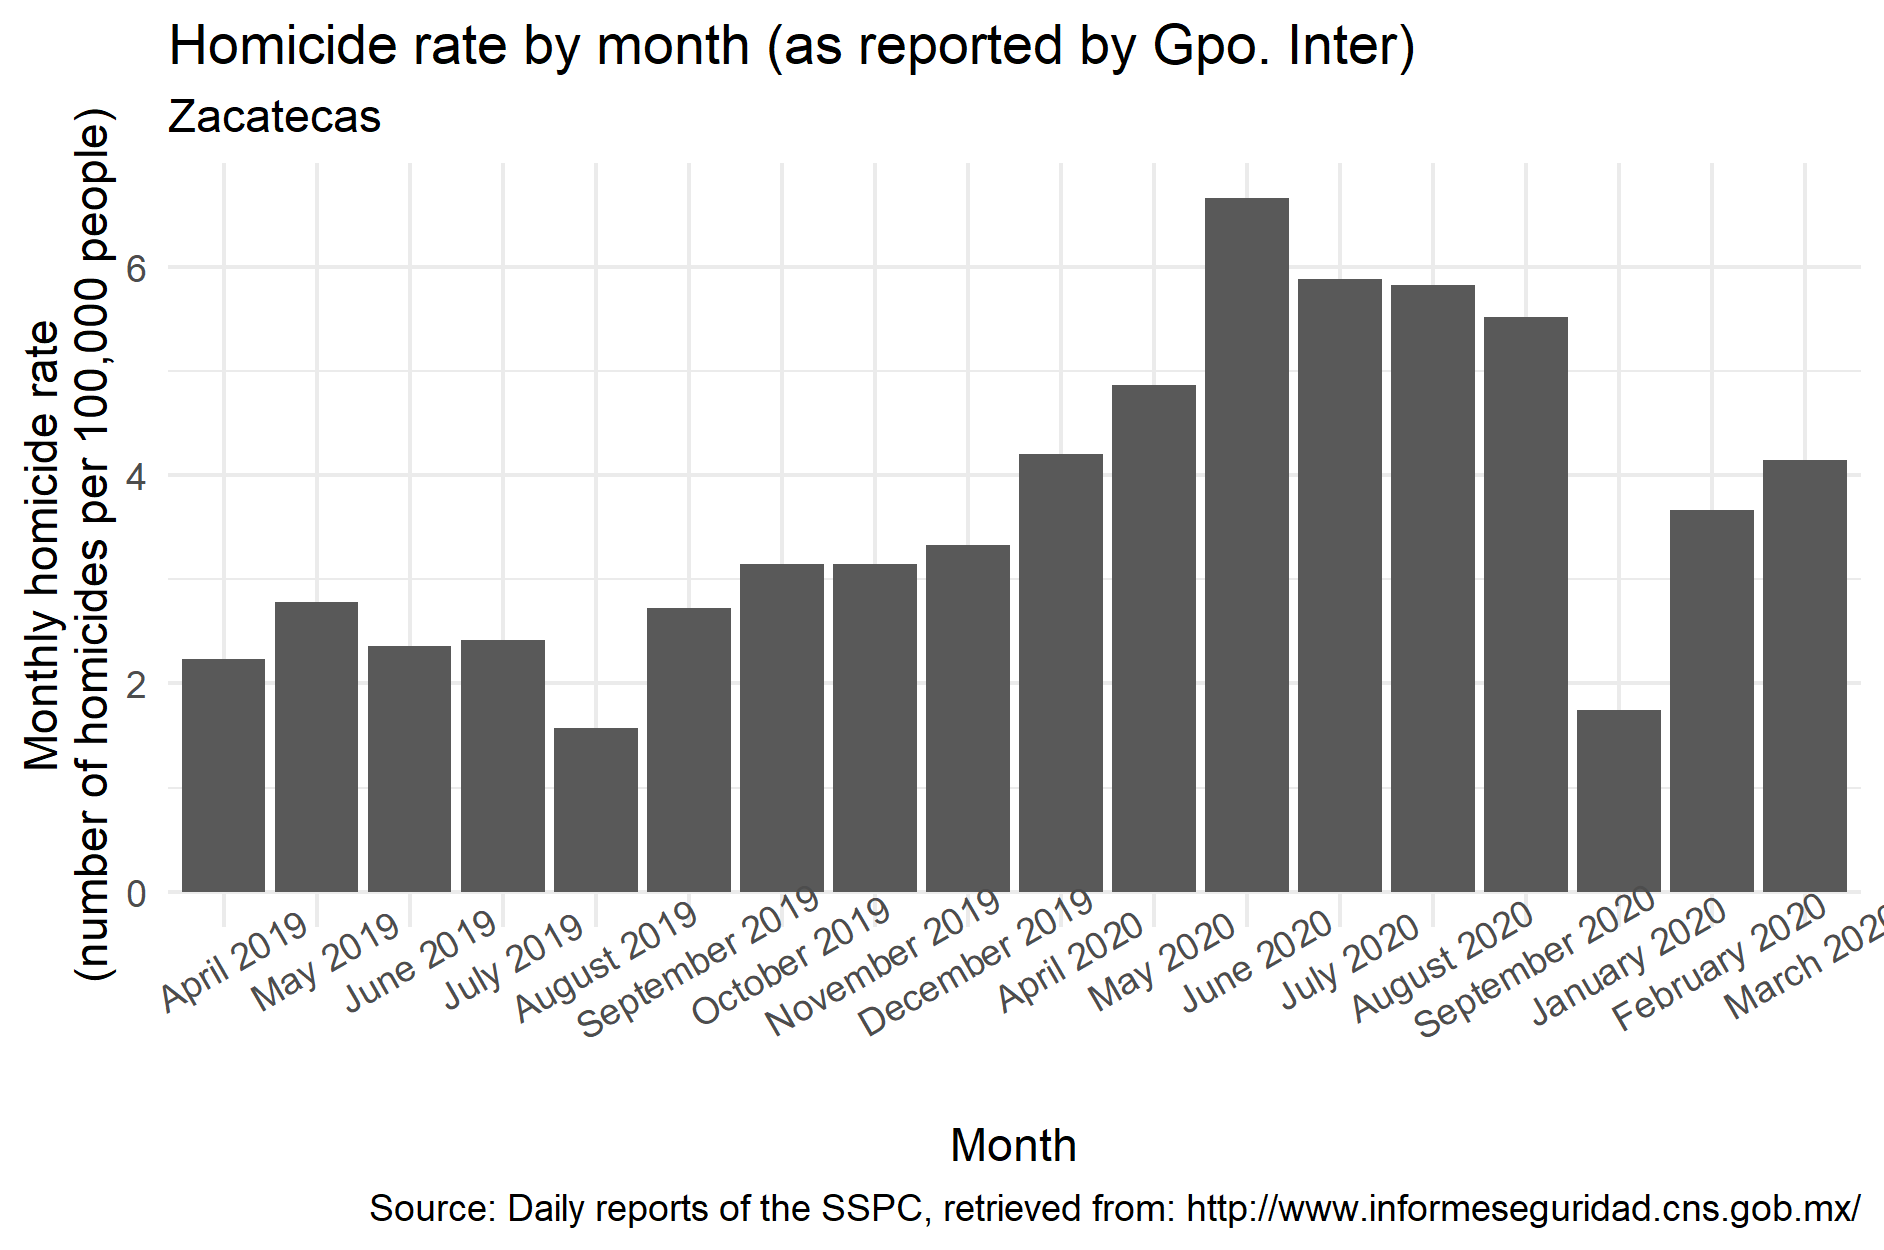 Homicide rate by month (as reported by Gpo. Inter)
Zacatecas
Monthly homicide rate
(number of homicides per 100,000 people)
6
4
2
0
April 2019
May 2019
June 2019
July 2019
August 2019
September 2019
October 2019
November 2019
December 2019
April 2020
May 2020
June 2020
July 2020
August 2020
September 2020
January 2020
February 2020
March 2020
Month
Source: Daily reports of the SSPC, retrieved from: http://www.informeseguridad.cns.gob.mx/